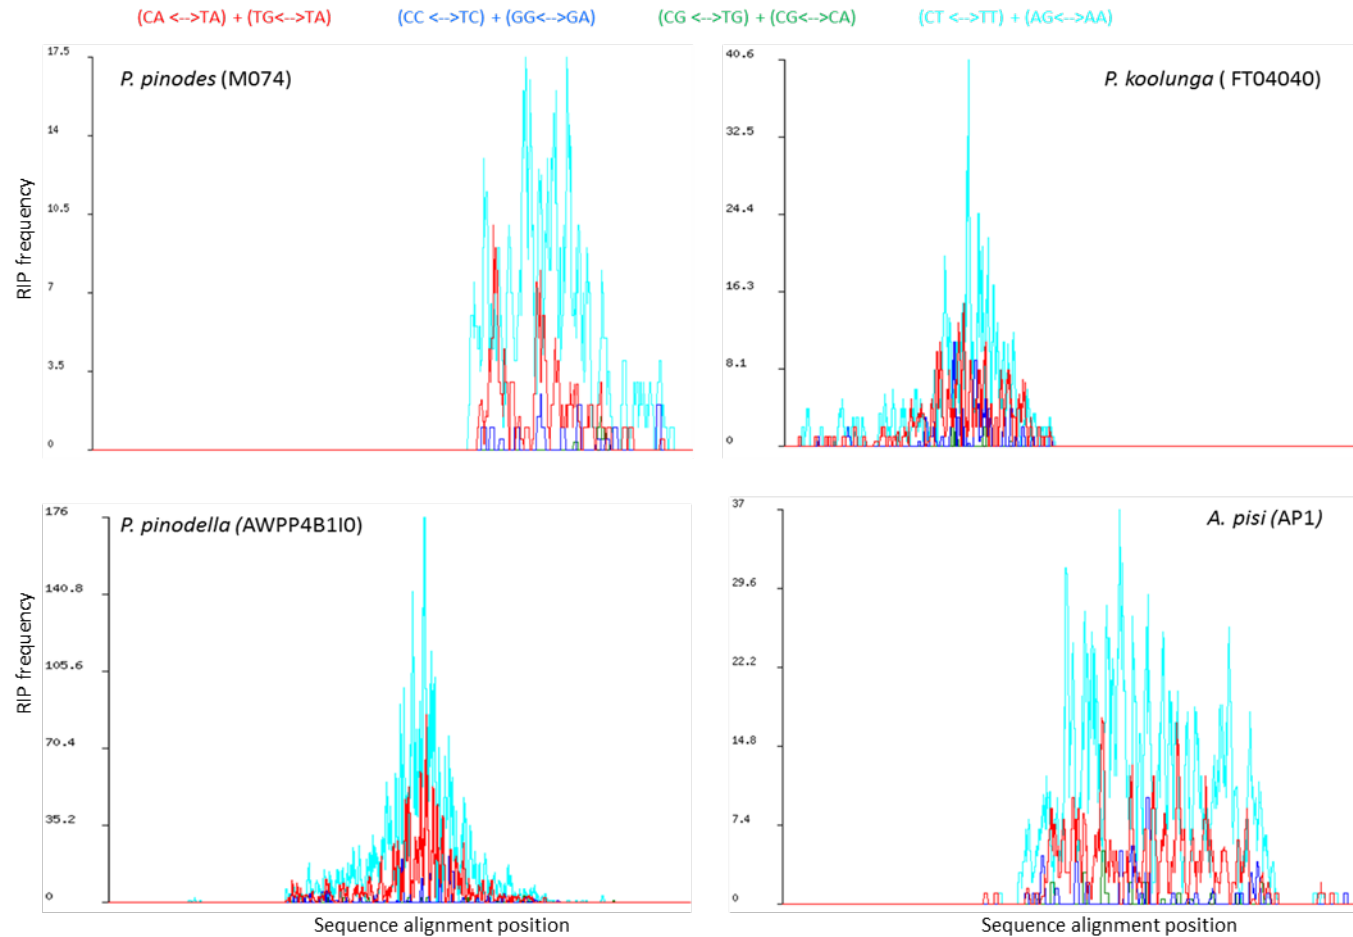 (CA <-->TA) + (TG<-->TA) (CC <-->TC) + (GG<-->GA) (CG <-->TG) + (CG<-->CA) (CT <-->TT) + (AG<-->AA)
P. pinodes (M074)
17.5
14
10.5
7
3.5
0
RIP frequency
P. koolunga ( FT04040)
40.6
32.5
24.4
16.3
8.1
0
P. pinodella (AWPP4B1I0)
176
140.8
105.6
70.4
35.2
0
RIP frequency
Sequence alignment position
A. pisi (AP1)
37
29.6
22.2
14.8
7.4
0
Sequence alignment position